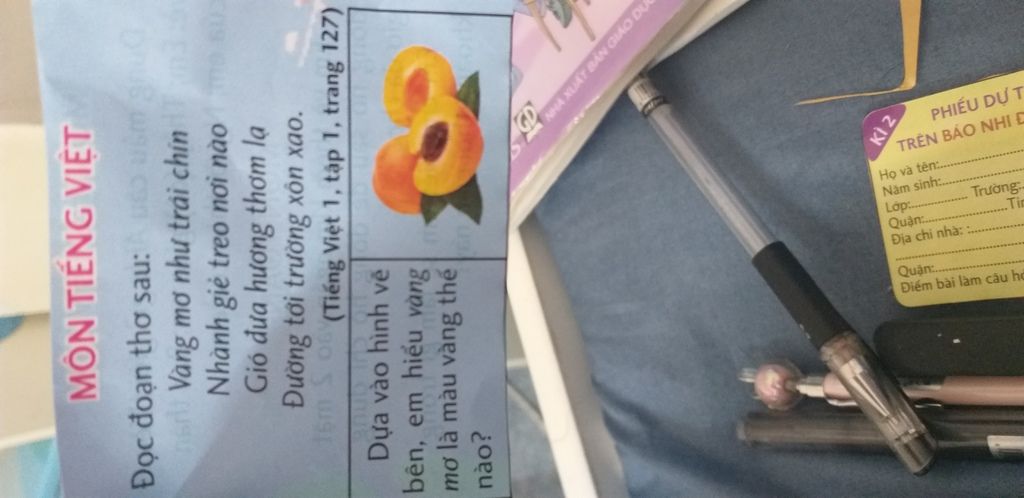 MÔN TIẾNG VIỆT
Đọc đoạn thơ sau:
Vàng mơ như trái chín
Nhành giẻ treo nơi nào
Gió đưa hương thơm lạ
Đường tới trường xôn xao.
(Tiếng Việt 1, tập 1, trang 127)
Dựa vào hình vẽ
bên, em hiểu vàng
mơ là màu vàng thế
nào?
NHÀ XUẤT BẢN GIÁO DỤC
KÌ 2
PHIẾU DỰ T
TRÊN BÁO NHI Đ
Họ và tên:
Năm sinh:
Lớp: Trường:
Quận:
Địa chỉ nhà: :
Quận:
Điểm bài làm câu